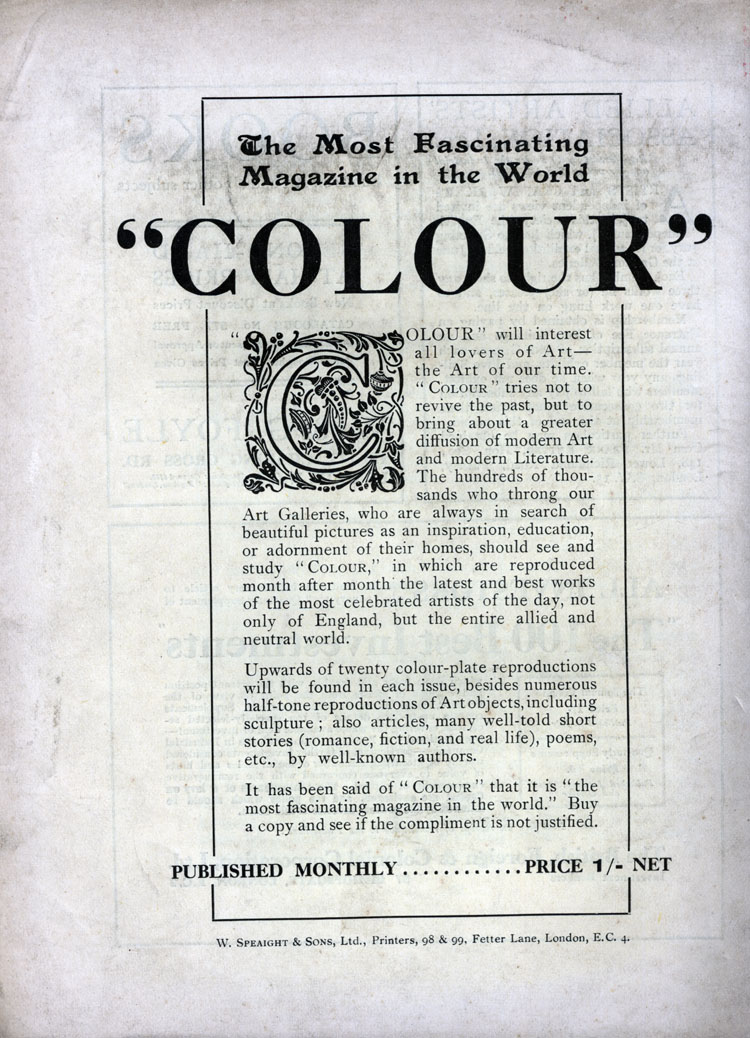 The Most Fascinating
Magazine in the World
“COLOUR”
“COLOUR” will interest
all lovers of Art—
the Art of our time.
“Colour” tries not to
revive the past, but to
bring about a greater
diffusion of modern Art
and modern Literature.
The hundreds of thou-
sands who throng our
Art Galleries, who are always in search of
beautiful pictures as an inspiration, education,
or adornment of their homes, should see and
study “Colour,” in which are reproduced
month after month the latest and best works
of the most celebrated artists of the day, not
only of England, but the entire allied and
neutral world.
Upwards of twenty colour-plate reproductions
will be found in each issue, besides numerous
half-tone reproductions of Art objects, including
sculpture ; also articles, many well-told short
stories (romance, fiction, and real life), poems,
etc., by well-known authors.
It has been said of “Colour” that it is “the
most fascinating magazine in the world.” Buy
a copy and see if the compliment is not justified.
PUBLISHED MONTHLY ............ PRICE 1/- NET
W. Speaight & Sons, Ltd., Printers, 98 & 99, Fetter Lane, London, E.C. 4.